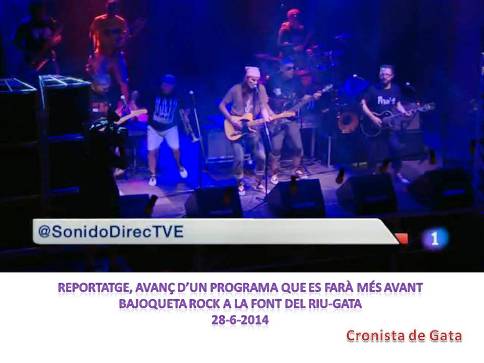 @SonidoDirecTVE
1
REPORTATGE, AVANÇ D'UN PROGRAMA QUE ES FARÀ MÉS AVANT
BAJOQUETA ROCK A LA FONT DEL RIU-GATA
28-6-2014
Cronista de Gata